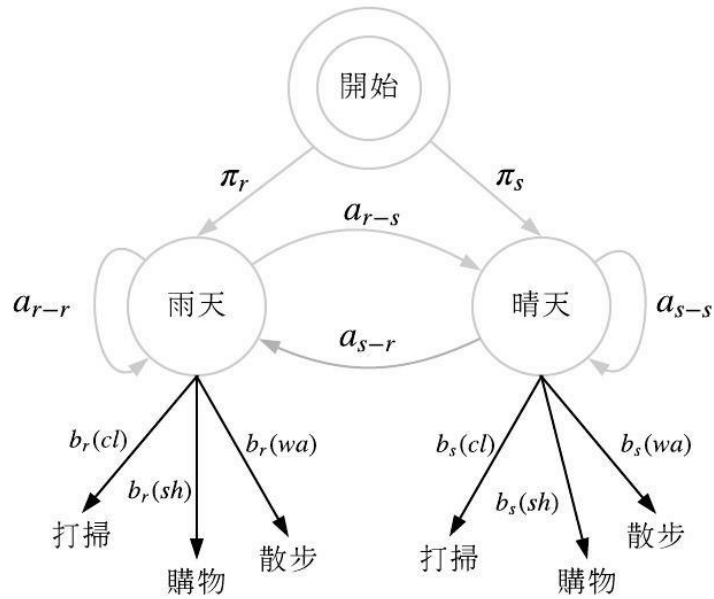 開始
π_r
π_s
a_{r−s}
a_{r−r}
雨天
晴天
a_{s−s}
a_{s−r}
b_r(cl)
b_r(wa)
b_s(cl)
b_s(wa)
b_r(sh)
b_s(sh)
打掃
購物
散步
打掃
購物
散步